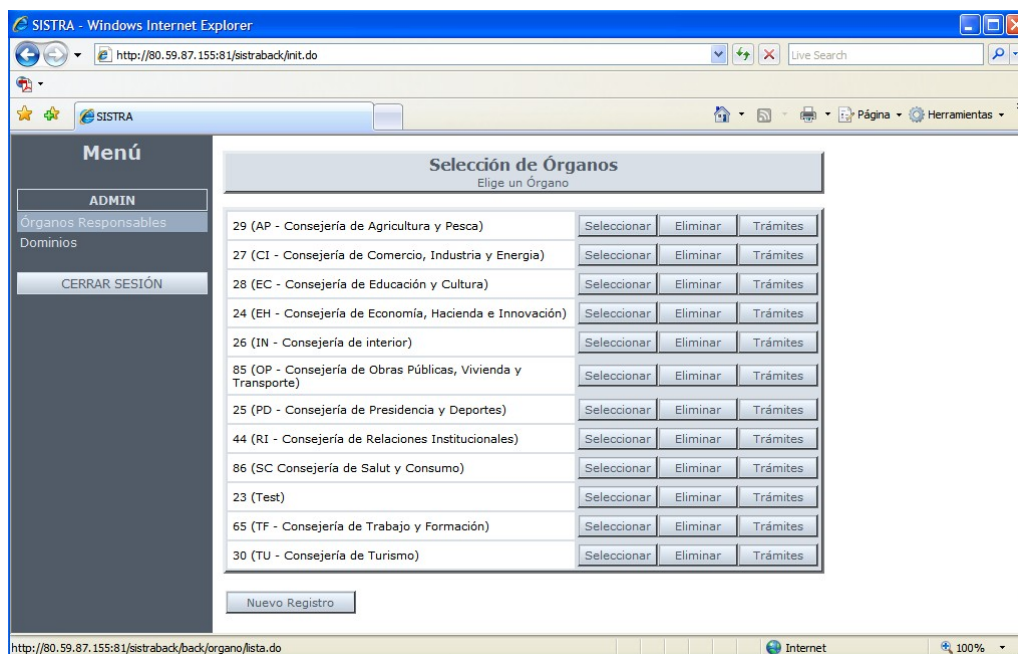 SISTRA - Windows Internet Explorer
http://80.59.87.155:81/sistraback/init.do
Live Search
SISTRA
Página
Herramientas
Menú
ADMIN
Órganos Responsables
Dominios
CERRAR SESIÓN
Selección de Órganos
Elige un Órgano
29 (AP - Consejería de Agricultura y Pesca) Seleccionar Eliminar Trámites
27 (CI - Consejería de Comercio, Industria y Energia) Seleccionar Eliminar Trámites
28 (EC - Consejería de Educación y Cultura) Seleccionar Eliminar Trámites
24 (EH - Consejería de Economía, Hacienda e Innovación) Seleccionar Eliminar Trámites
26 (IN - Consejería de interior) Seleccionar Eliminar Trámites
85 (OP - Consejería de Obras Públicas, Vivienda y
Transporte) Seleccionar Eliminar Trámites
25 (PD - Consejería de Presidencia y Deportes) Seleccionar Eliminar Trámites
44 (RI - Consejería de Relaciones Institucionales) Seleccionar Eliminar Trámites
86 (SC Consejería de Salut y Consumo) Seleccionar Eliminar Trámites
23 (Test) Seleccionar Eliminar Trámites
65 (TF - Consejería de Trabajo y Formación) Seleccionar Eliminar Trámites
30 (TU - Consejería de Turismo) Seleccionar Eliminar Trámites
Nuevo Registro
http://80.59.87.155:81/sistraback/back/organo/lista.do
Internet
100%